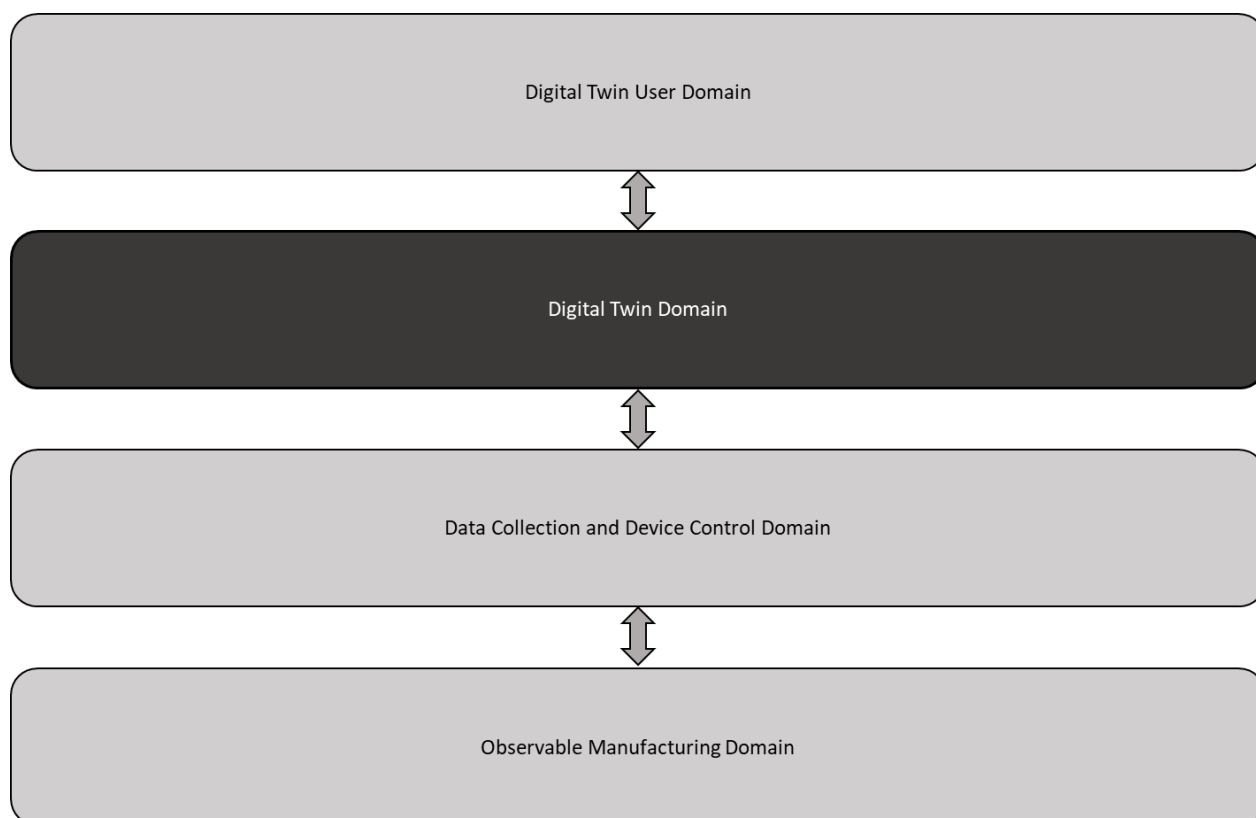 Digital Twin User Domain
Digital Twin Domain
Data Collection and Device Control Domain
Observable Manufacturing Domain